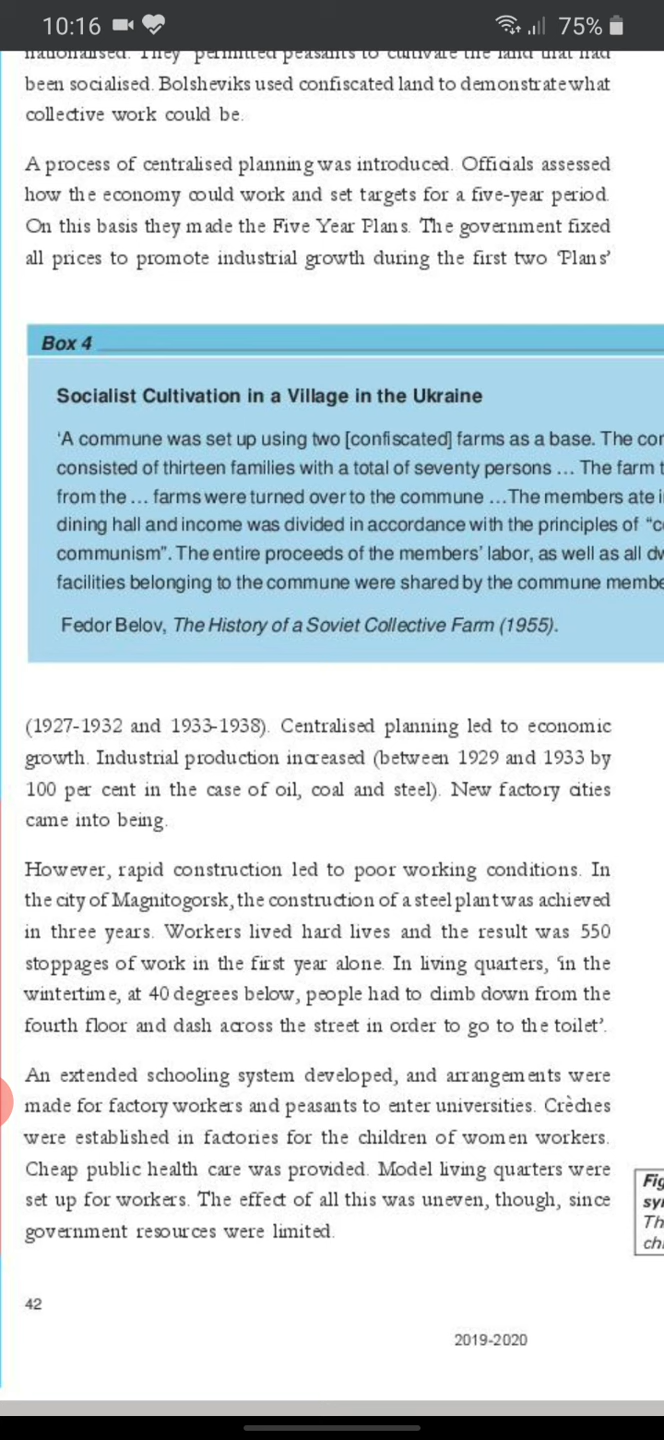 10:16
75%
nationalised. They permitted peasants to cultivate the land that had
been socialised. Bolsheviks used confiscated land to demonstrate what
collective work could be.
A process of centralised planning was introduced. Officials assessed
how the economy could work and set targets for a five-year period.
On this basis they made the Five Year Plans. The government fixed
all prices to promote industrial growth during the first two ‘Plans’
Box 4
Socialist Cultivation in a Village in the Ukraine
‘A commune was set up using two [confiscated] farms as a base. The
consisted of thirteen families with a total of seventy persons … The farm
from the … farms were turned over to the commune …The members ate
dining hall and income was divided in accordance with the principles of
communism”. The entire proceeds of the members’ labor, as well as all
facilities belonging to the commune were shared by the commune
Fedor Belov, The History of a Soviet Collective Farm (1955).
(1927-1932 and 1933-1938). Centralised planning led to economic
growth. Industrial production increased (between 1929 and 1933 by
100 per cent in the case of oil, coal and steel). New factory cities
came into being.
However, rapid construction led to poor working conditions. In
the city of Magnitogorsk, the construction of a steel plant was achieved
in three years. Workers lived hard lives and the result was 550
stoppages of work in the first year alone. In living quarters, ‘in the
wintertime, at 40 degrees below, people had to climb down from the
fourth floor and dash across the street in order to go to the toilet’.
An extended schooling system developed, and arrangements were
made for factory workers and peasants to enter universities. Crèches
were established in factories for the children of women workers.
Cheap public health care was provided. Model living quarters were
set up for workers. The effect of all this was uneven, though, since
government resources were limited.
Fig
Th
42
2019-2020